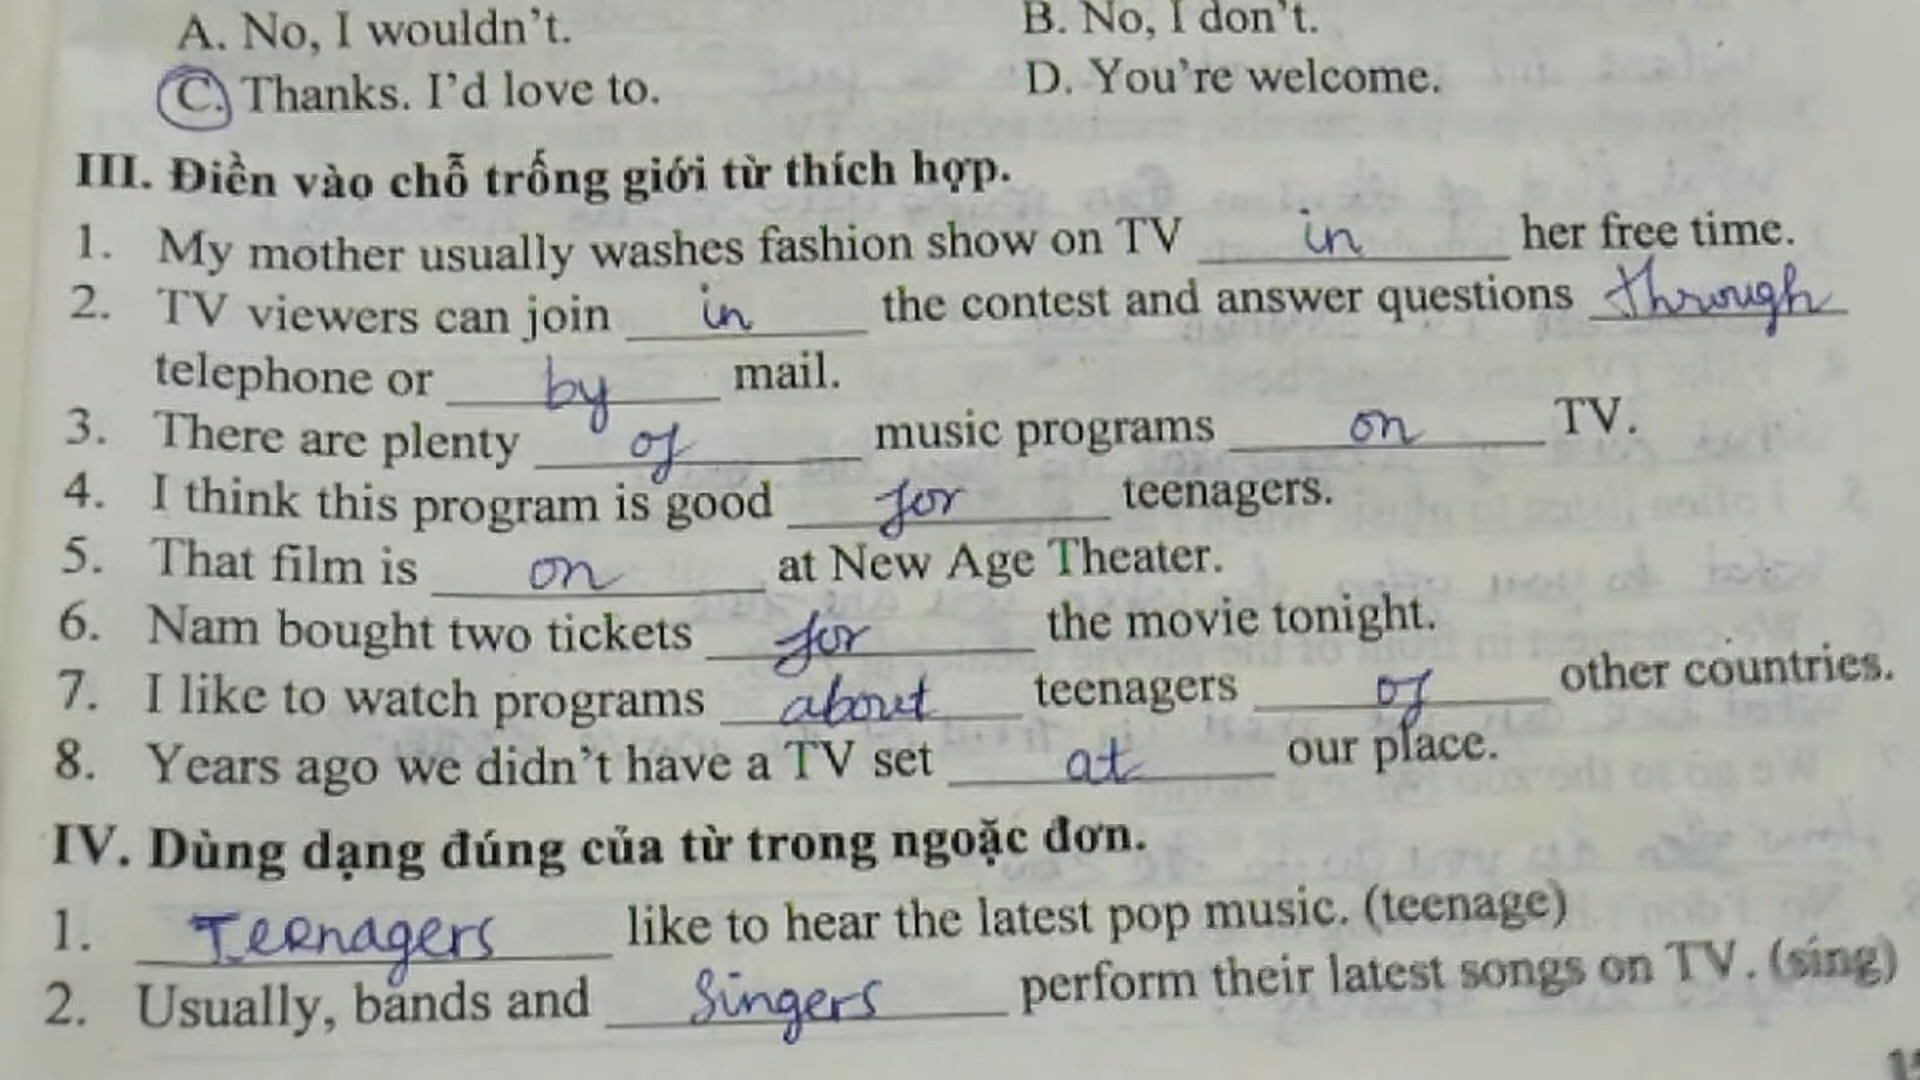 A. No, I wouldn't. B. No, I don't.
C. Thanks. I'd love to. D. You're welcome.
III. Điền vào chỗ trống giới từ thích hợp.
1. My mother usually washes fashion show on TV in her free time.
2. TV viewers can join in the contest and answer questions through
telephone or by mail.
3. There are plenty of music programs on TV.
4. I think this program is good for teenagers.
5. That film is on at New Age Theater.
6. Nam bought two tickets for the movie tonight.
7. I like to watch programs about teenagers of other countries.
8. Years ago we didn't have a TV set at our place.
IV. Dùng dạng đúng của từ trong ngoặc đơn.
1. Teenagers like to hear the latest pop music. (teenage)
2. Usually, bands and Singers perform their latest songs on TV. (sing)